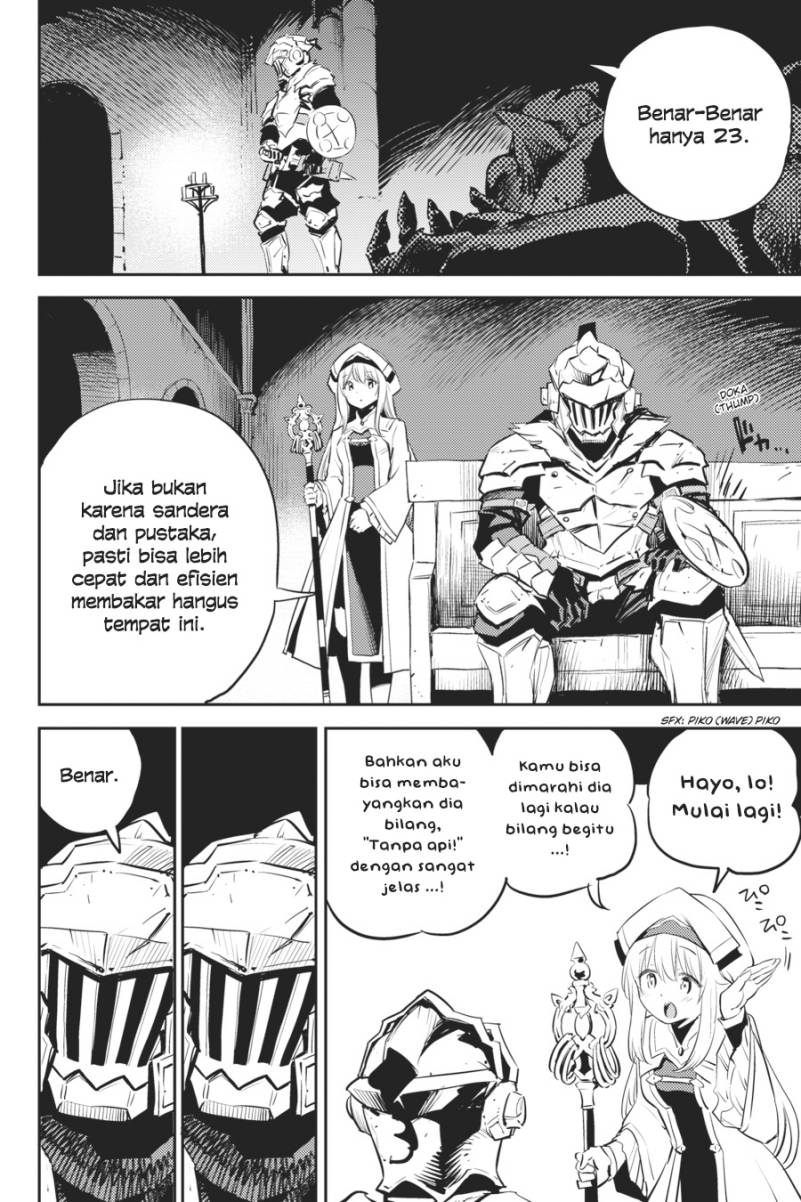 Benar-Benar
hanya 23.
DOKA
(THUMP)
ドカ...
Jika bukan
karena sandera
dan pustaka,
pasti bisa lebih
cepat dan efisien
membakar hangus
tempat ini.
SFX: PIKO (WAVE) PIKO
Hayo, lo!
Mulai lagi!
Kamu bisa
dimarahi dia
lagi kalau
bilang begitu
...!
Bahkan aku
bisa memba-
yangkan dia
bilang,
"Tanpa api!"
dengan sangat
jelas ...!
Benar.